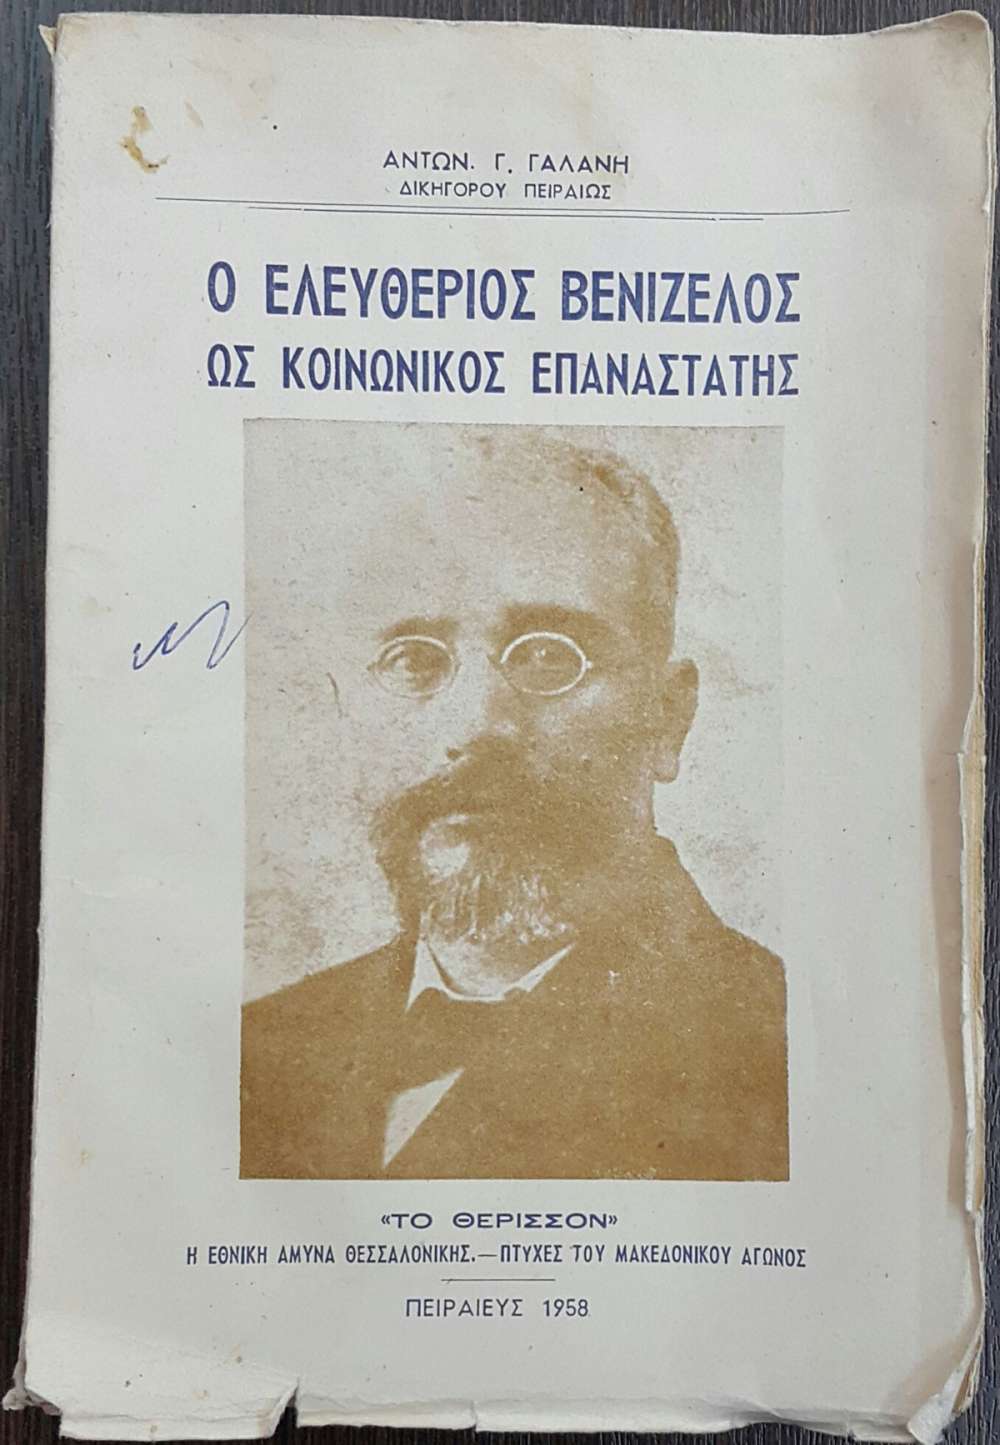 ΑΝΤΩΝ. Γ. ΓΑΛΑΝΗ
ΔΙΚΗΓΟΡΟΥ ΠΕΙΡΑΙΩΣ
Ο ΕΛΕΥΘΕΡΙΟΣ ΒΕΝΙΖΕΛΟΣ
ΩΣ ΚΟΙΝΩΝΙΚΟΣ ΕΠΑΝΑΣΤΑΤΗΣ
«ΤΟ ΘΕΡΙΣΣΟΝ»
Η ΕΘΝΙΚΗ ΑΜΥΝΑ ΘΕΣΣΑΛΟΝΙΚΗΣ.—ΠΤΥΧΕΣ ΤΟΥ ΜΑΚΕΔΟΝΙΚΟΥ ΑΓΩΝΟΣ
ΠΕΙΡΑΙΕΥΣ 1958